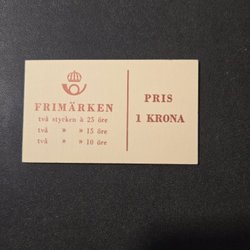 FRIMÄRKEN
två stycken à 25 öre
två » » 15 öre
två » » 10 öre
PRIS
1 KRONA